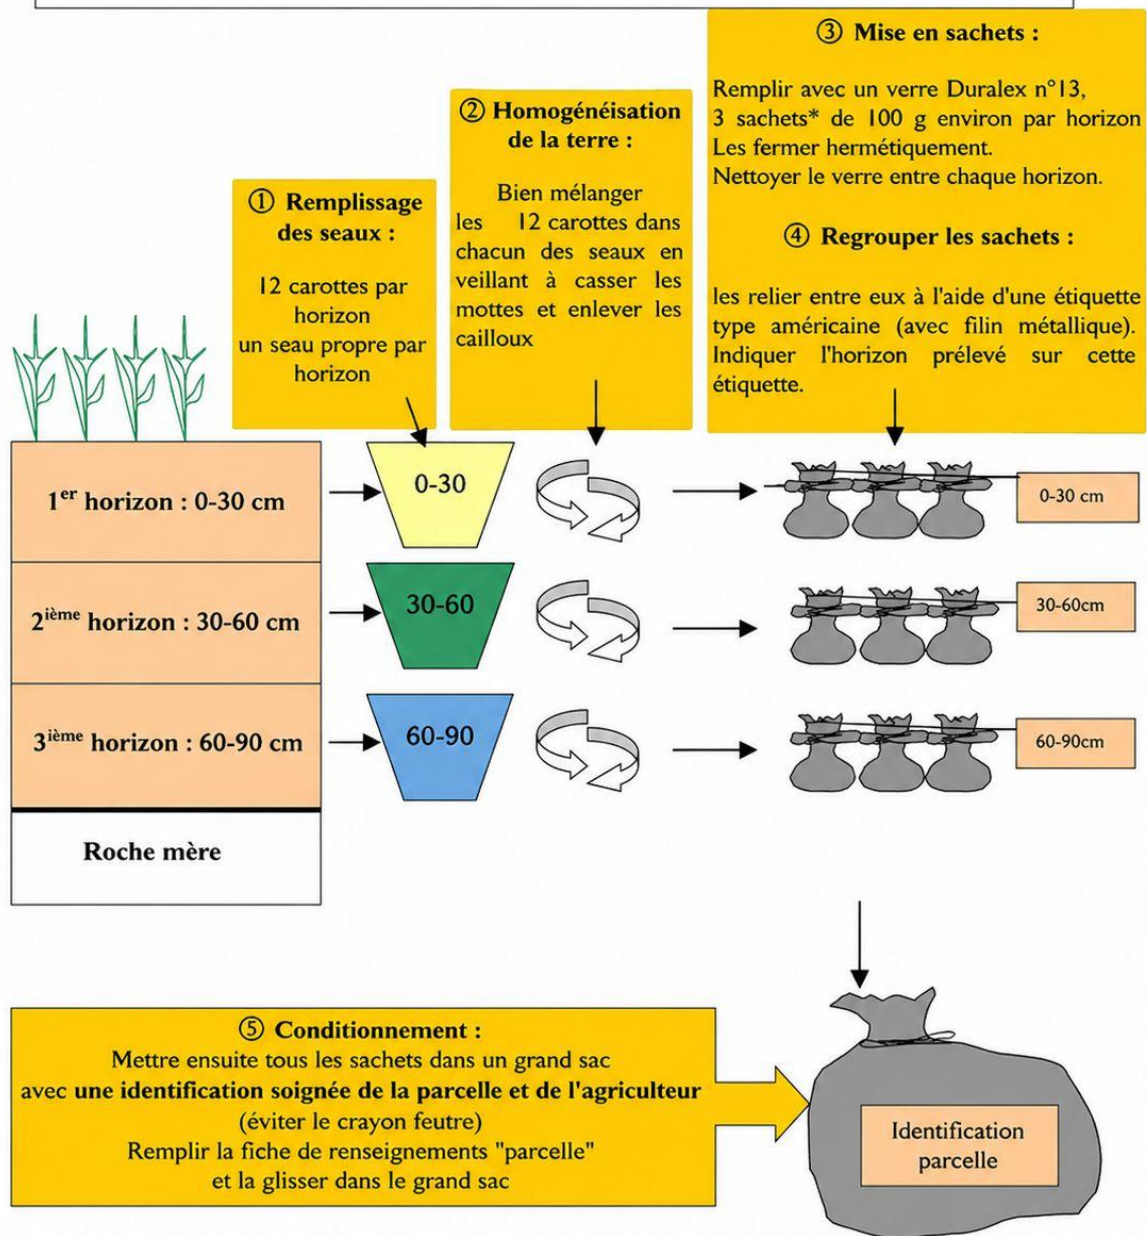 ③ Mise en sachets :
Remplir avec un verre Duralex n°13,
3 sachets* de 100 g environ par horizon
Les fermer hermétiquement.
Nettoyer le verre entre chaque horizon.
④ Regrouper les sachets :
les relier entre eux à l'aide d'une étiquette
type américaine (avec filin métallique).
Indiquer l'horizon prélevé sur cette
étiquette.
② Homogénéisation
de la terre :
Bien mélanger
les 12 carottes dans
chacun des seaux en
veillant à casser les
mottes et enlever les
cailloux
① Remplissage
des seaux :
12 carottes par
horizon
un seau propre par
horizon
1er horizon : 0-30 cm
0-30
0-30 cm
2ième horizon : 30-60 cm
30-60
30-60cm
3ième horizon : 60-90 cm
60-90
60-90cm
Roche mère
⑤ Conditionnement :
Mettre ensuite tous les sachets dans un grand sac
avec une identification soignée de la parcelle et de l'agriculteur
(éviter le crayon feutre)
Remplir la fiche de renseignements "parcelle"
et la glisser dans le grand sac
Identification
parcelle